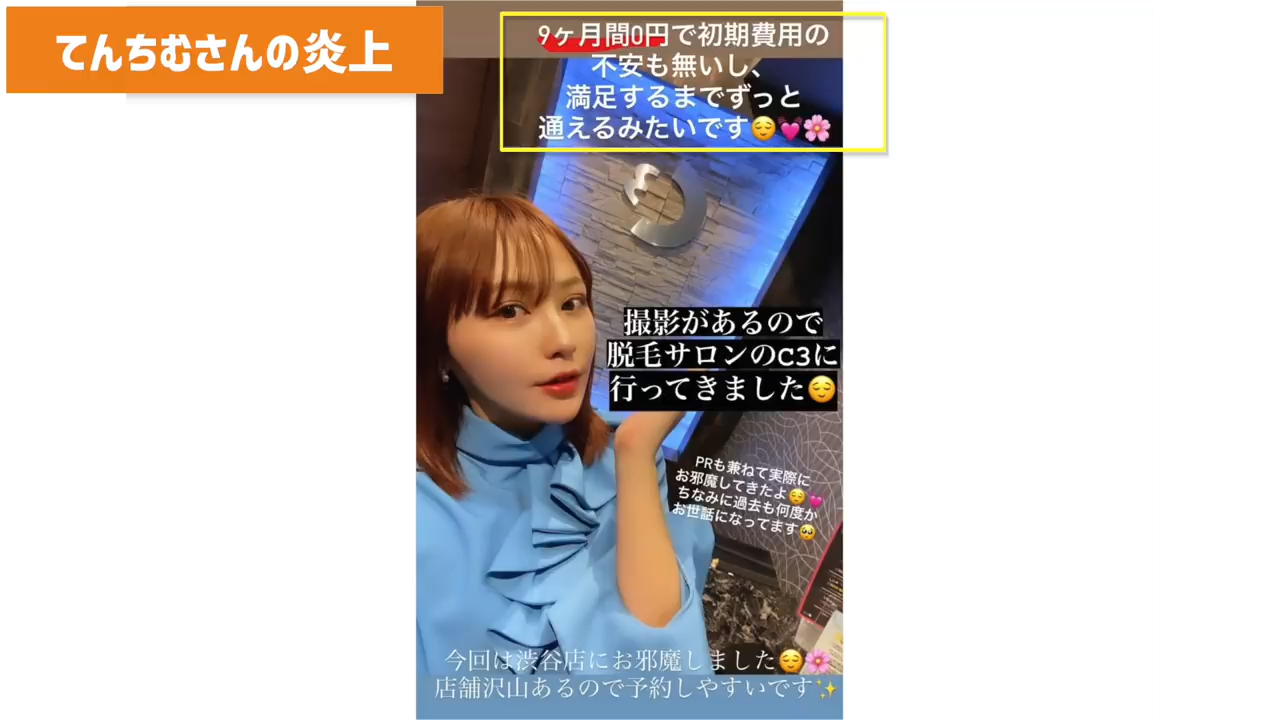 てんちむさんの炎上
9ヶ月間0円で初期費用の
不安も無いし、
満足するまでずっと
通えるみたいです😌💓🌸
撮影があるので
脱毛サロンのC3に
行ってきました😌
PRも兼ねて実際に
お邪魔してきたよ😌💓
ちなみに過去も何度か
お世話になってます🥺
今回は渋谷店にお邪魔しました😌🌸
店舗沢山あるので予約しやすいです✨